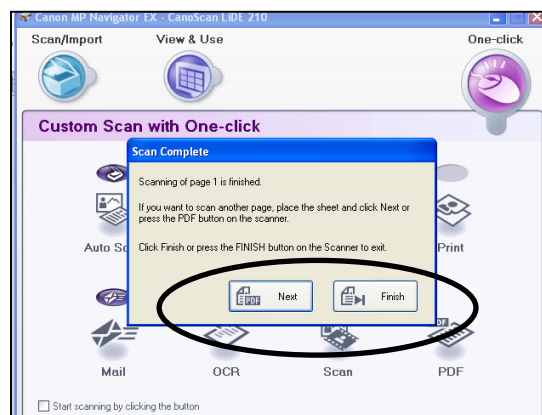 Canon MP Navigator EX - CanoScan LiDE 210
Scan/Import View & Use One-click
Custom Scan with One-click
Scan Complete
Scanning of page 1 is finished.
If you want to scan another page, place the sheet and click Next or
press the PDF button on the scanner.
Click Finish or press the FINISH button on the Scanner to exit.
PDF Next Finish
Auto Sc Print
PDF
Mail OCR Scan PDF
Start scanning by clicking the button